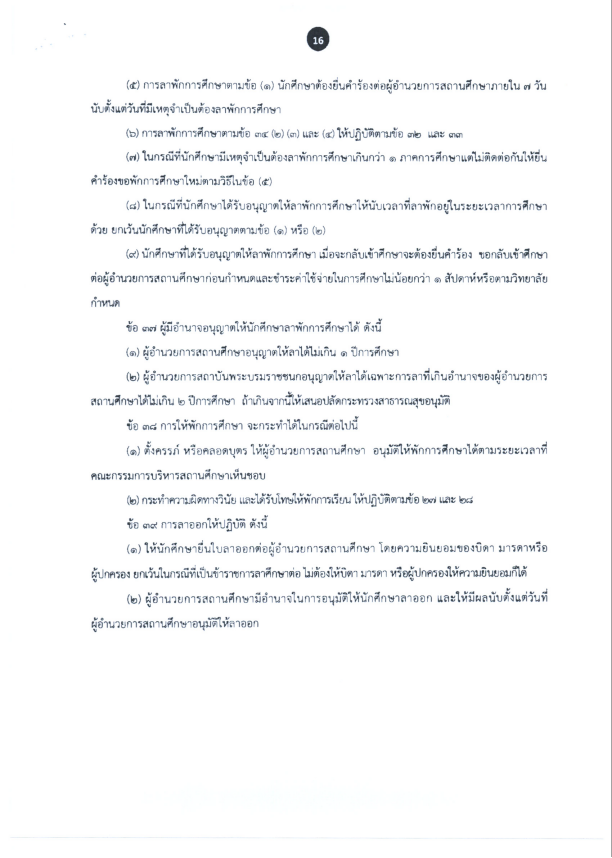 16
(๕) การลาพักการศึกษาตามข้อ (๑) นักศึกษาต้องยื่นคำร้องต่อผู้อำนวยการสถานศึกษาภายใน ๗ วัน
นับตั้งแต่วันที่มีเหตุจำเป็นต้องลาพักการศึกษา
(๖) การลาพักการศึกษาตามข้อ ๓๔ (๒) (๓) และ (๔) ให้ปฏิบัติตามข้อ ๓๒ และ ๓๓
(๗) ในกรณีที่นักศึกษามีเหตุจำเป็นต้องลาพักการศึกษาเกินกว่า ๑ ภาคการศึกษาแต่ไม่ติดต่อกันให้ยื่น
คำร้องขอพักการศึกษาใหม่ตามวิธีในข้อ (๕)
(๘) ในกรณีที่นักศึกษาได้รับอนุญาตให้ลาพักการศึกษาให้นับเวลาที่ลาพักอยู่ในระยะเวลาการศึกษา
ด้วย ยกเว้นนักศึกษาที่ได้รับอนุญาตตามข้อ (๑) หรือ (๒)
(๙) นักศึกษาที่ได้รับอนุญาตให้ลาพักการศึกษา เมื่อจะกลับเข้าศึกษาจะต้องยื่นคำร้อง ขอกลับเข้าศึกษา
ต่อผู้อำนวยการสถานศึกษาก่อนกำหนดและชำระค่าใช้จ่ายในการศึกษาไม่น้อยกว่า ๑ สัปดาห์หรือตามวิทยาลัย
กำหนด
ข้อ ๓๗ ผู้มีอำนาจอนุญาตให้นักศึกษาลาพักการศึกษาได้ ดังนี้
(๑) ผู้อำนวยการสถานศึกษาอนุญาตให้ลาได้ไม่เกิน ๑ ปีการศึกษา
(๒) ผู้อำนวยการสถาบันพระบรมราชชนกอนุญาตให้ลาได้เฉพาะการลาที่เกินอำนาจของผู้อำนวยการ
สถานศึกษาได้ไม่เกิน ๒ ปีการศึกษา ถ้าเกินจากนี้ให้เสนอปลัดกระทรวงสาธารณสุขอนุมัติ
ข้อ ๓๘ การให้พักการศึกษา จะกระทำได้ในกรณีต่อไปนี้
(๑) ตั้งครรภ์ หรือคลอดบุตร ให้ผู้อำนวยการสถานศึกษา อนุมัติให้พักการศึกษาได้ตามระยะเวลาที่
คณะกรรมการบริหารสถานศึกษาเห็นชอบ
(๒) กระทำความผิดทางวินัย และได้รับโทษให้พักการเรียน ให้ปฏิบัติตามข้อ ๒๗ และ ๒๘
ข้อ ๓๙ การลาออกให้ปฏิบัติ ดังนี้
(๑) ให้นักศึกษายื่นใบลาออกต่อผู้อำนวยการสถานศึกษา โดยความยินยอมของบิดา มารดาหรือ
ผู้ปกครอง ยกเว้นในกรณีที่เป็นข้าราชการลาศึกษาต่อ ไม่ต้องให้บิดา มารดา หรือผู้ปกครองให้ความยินยอมก็ได้
(๒) ผู้อำนวยการสถานศึกษามีอำนาจในการอนุมัติให้นักศึกษาลาออก และให้มีผลนับตั้งแต่วันที่
ผู้อำนวยการสถานศึกษาอนุมัติให้ลาออก